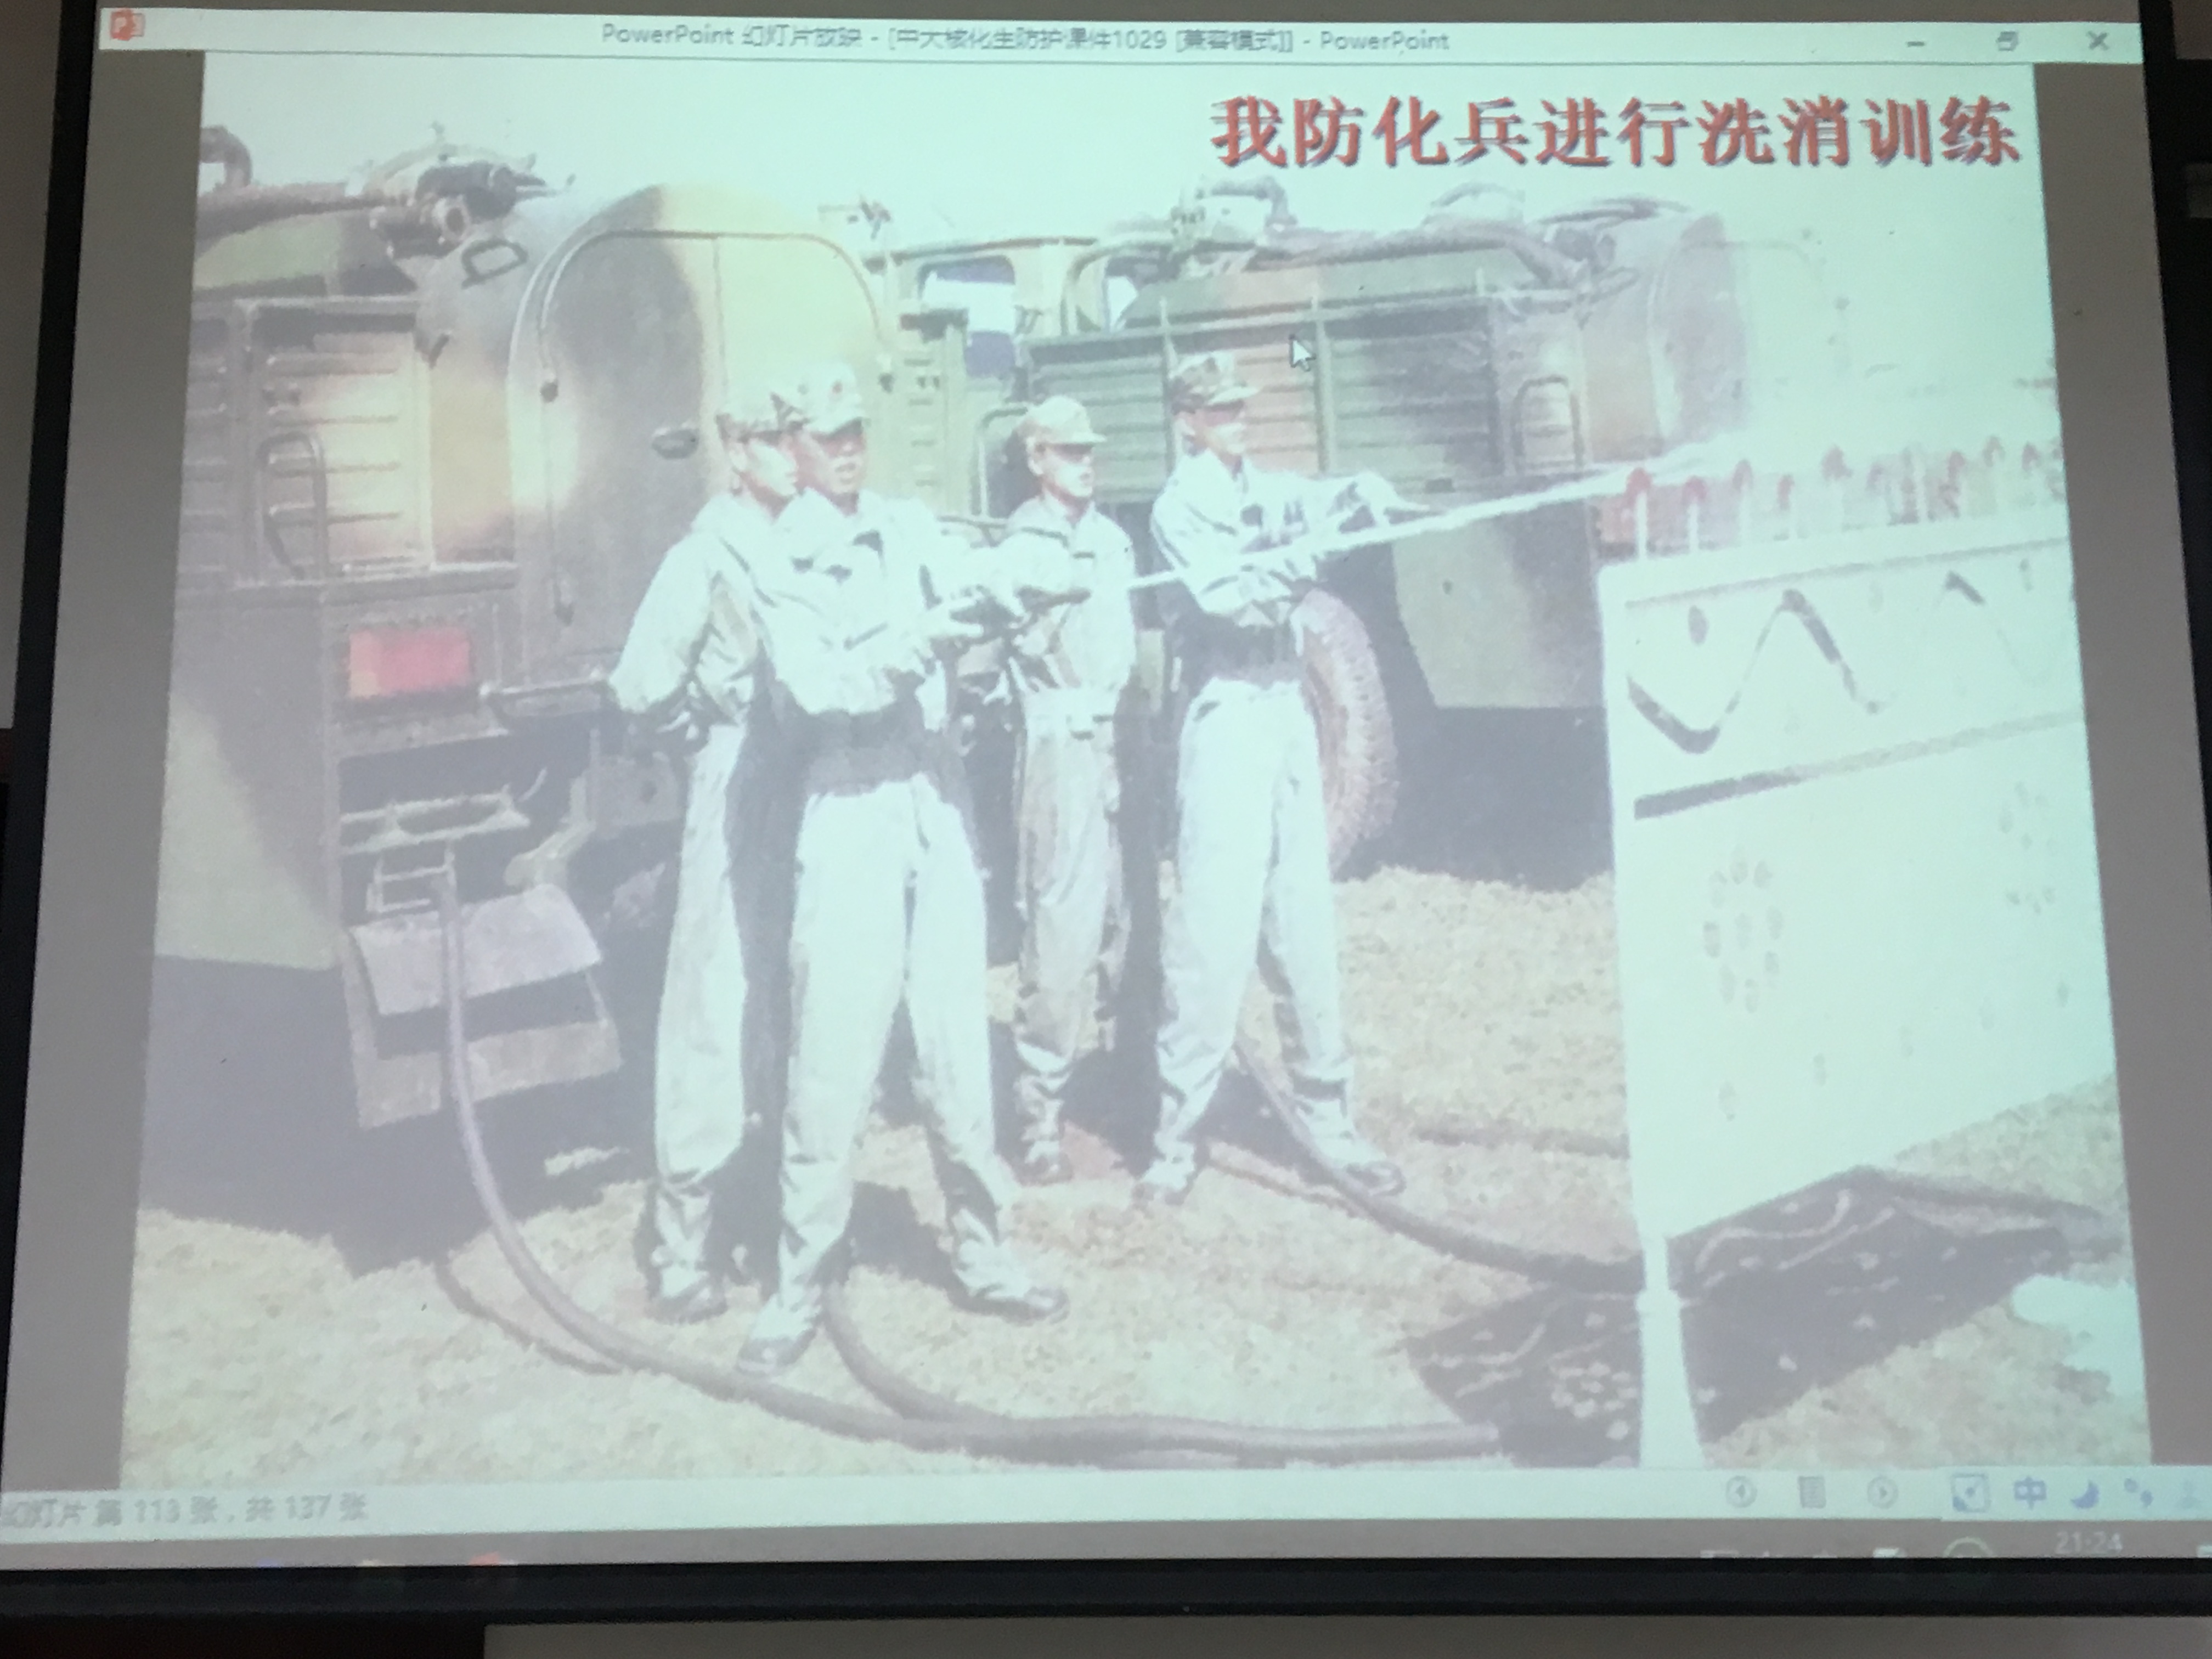 PowerPoint 幻灯片放映 - [中大核化生防护课件1029 [兼容模式]] - PowerPoint
我防化兵进行洗消训练
幻灯片 第 113 张，共 137 张
中
21:24